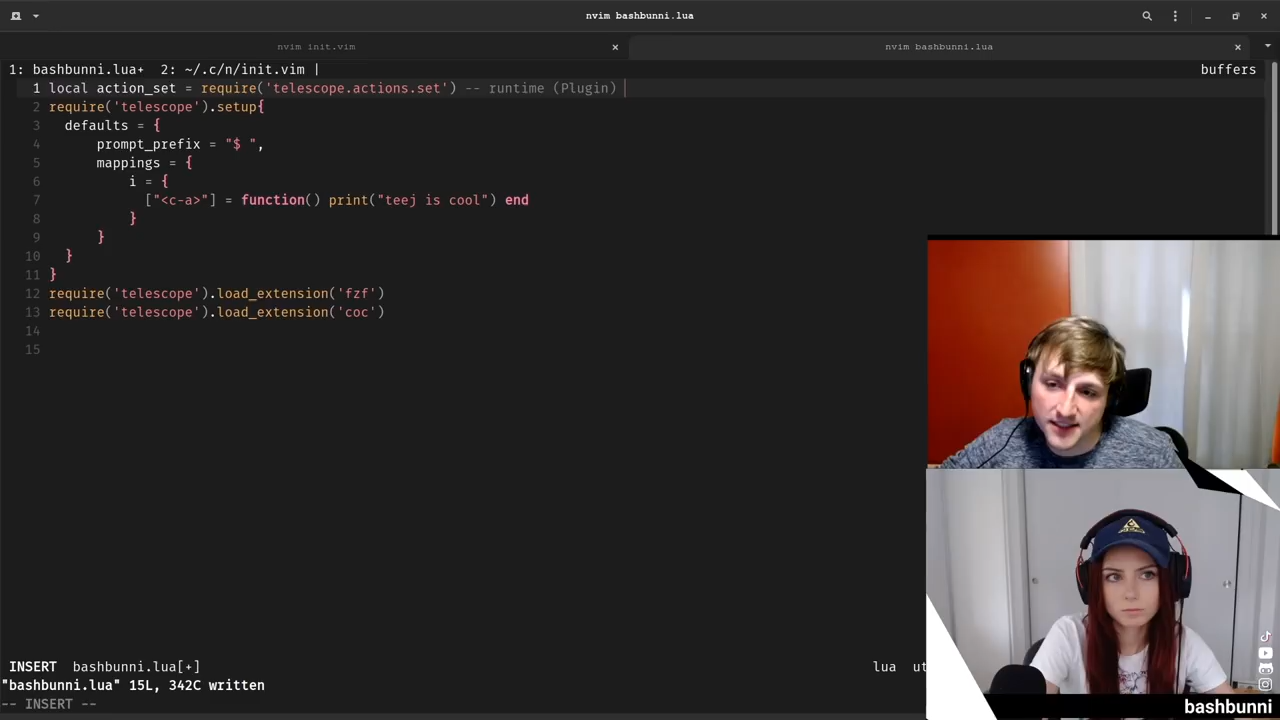 nvim bashbunni.lua
nvim init.vim
nvim bashbunni.lua
1: bashbunni.lua+  2: ~/.c/n/init.vim |
buffers
1 local action_set = require('telescope.actions.set') -- runtime (Plugin)
2 require('telescope').setup{
3   defaults = {
4       prompt_prefix = "$ ",
5       mappings = {
6           i = {
7             ["<c-a>"] = function() print("teej is cool") end
8           }
9       }
10   }
11 }
12 require('telescope').load_extension('fzf')
13 require('telescope').load_extension('coc')
14
15
INSERT  bashbunni.lua[+]
lua  ut
"bashbunni.lua" 15L, 342C written
-- INSERT --
bashbunni